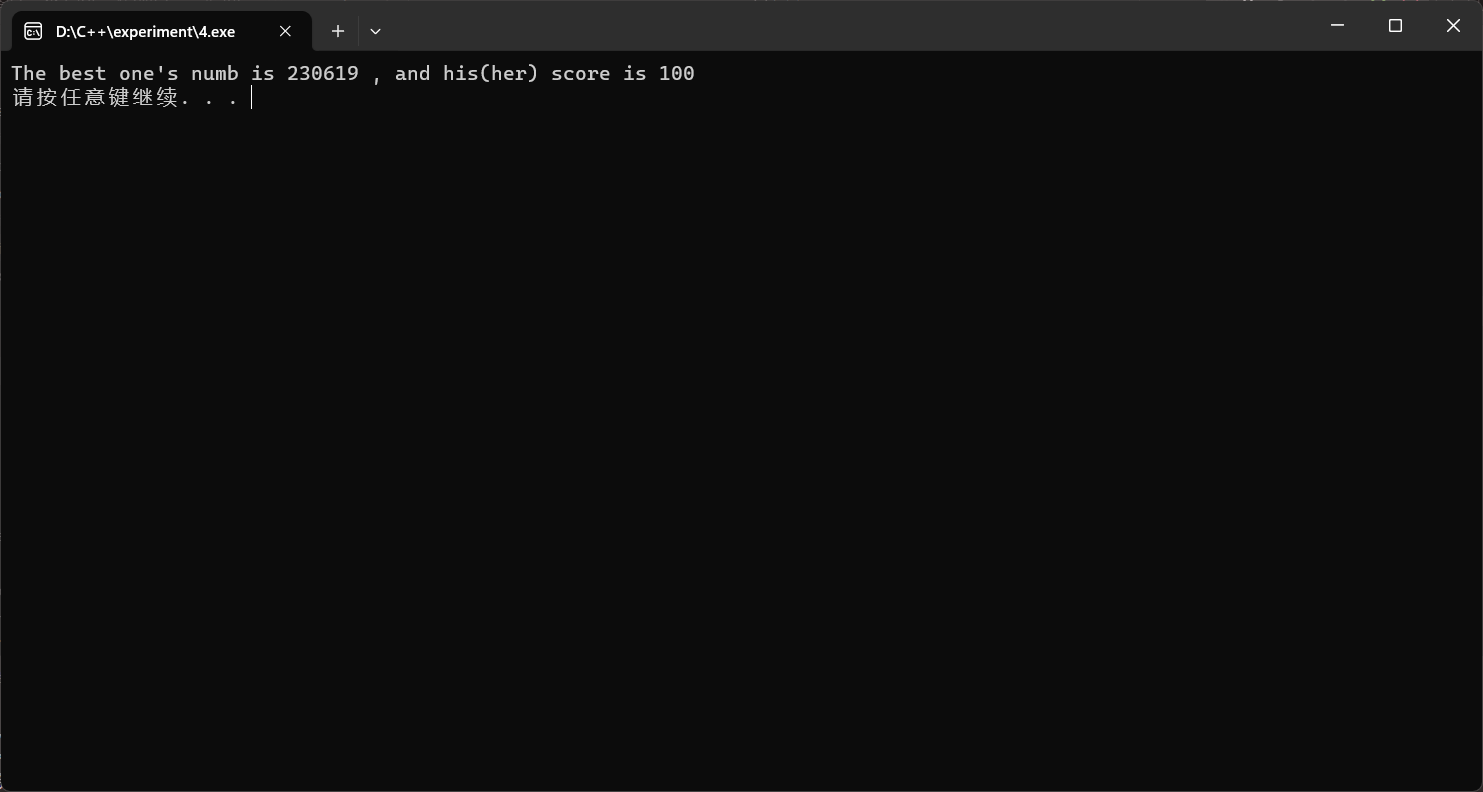 D:\C++\experiment\4.exe
The best one's numb is 230619 , and his(her) score is 100
请按任意键继续. . .